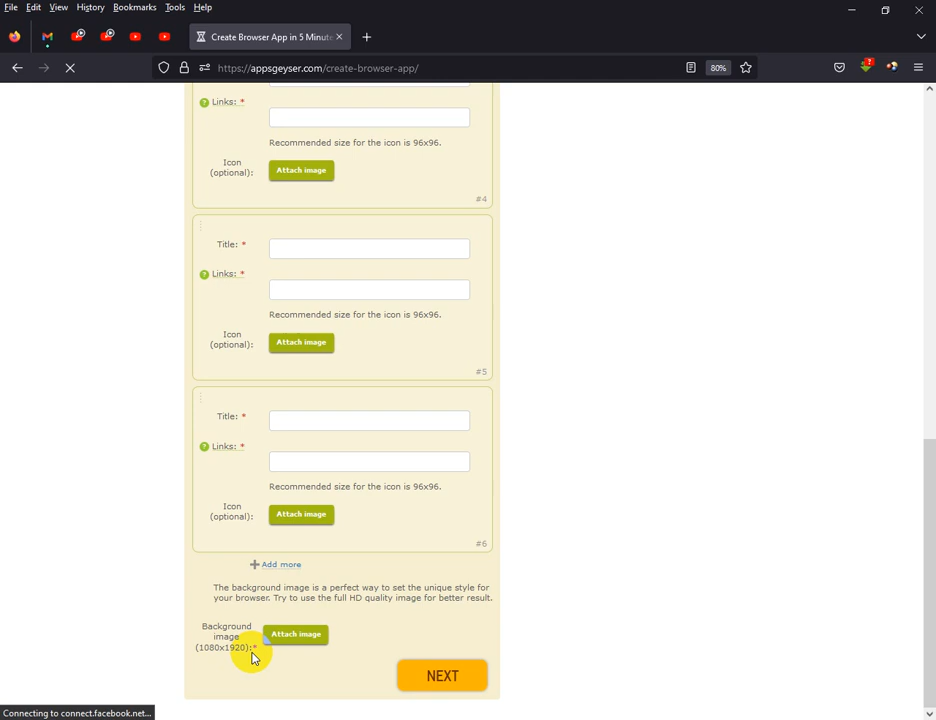 File Edit View History Bookmarks Tools Help
Create Browser App in 5 Minute
https://appsgeyser.com/create-browser-app/ 80%
? Links: *
Recommended size for the icon is 96x96.
Icon
(optional):
Attach image
#4
Title: *
? Links: *
Recommended size for the icon is 96x96.
Icon
(optional):
Attach image
#5
Title: *
? Links: *
Recommended size for the icon is 96x96.
Icon
(optional):
Attach image
#6
Add more
The background image is a perfect way to set the unique style for
your browser. Try to use the full HD quality image for better result.
Background
image
(1080x1920):*
Attach image
NEXT
Connecting to connect.facebook.net...